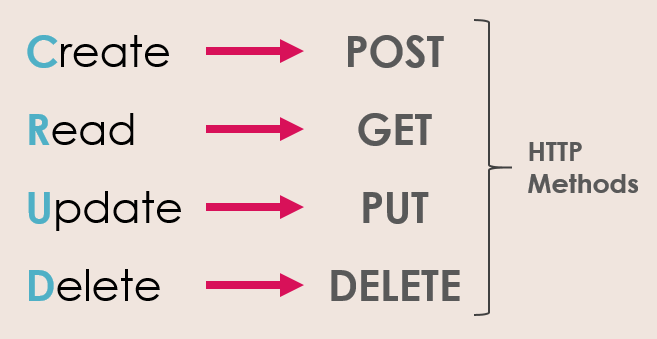 Create POST
Read GET
Update PUT
Delete DELETE
HTTP
Methods